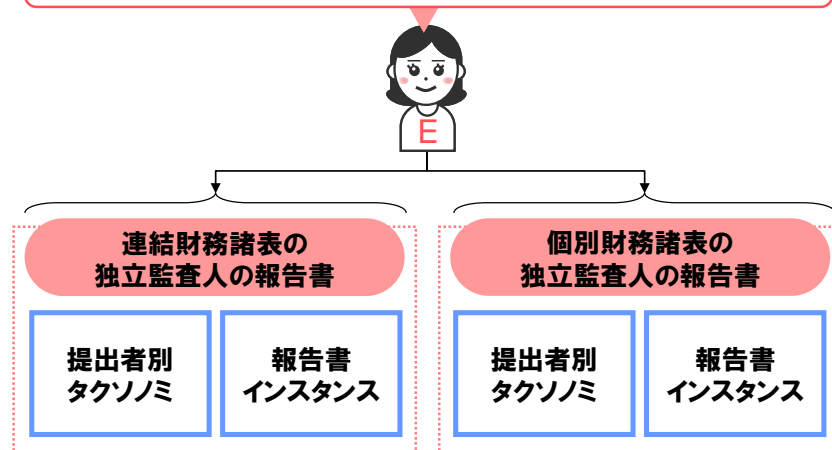 E
連結財務諸表の
独立監査人の報告書
個別財務諸表の
独立監査人の報告書
提出者別
タクソノミ
報告書
インスタンス
提出者別
タクソノミ
報告書
インスタンス